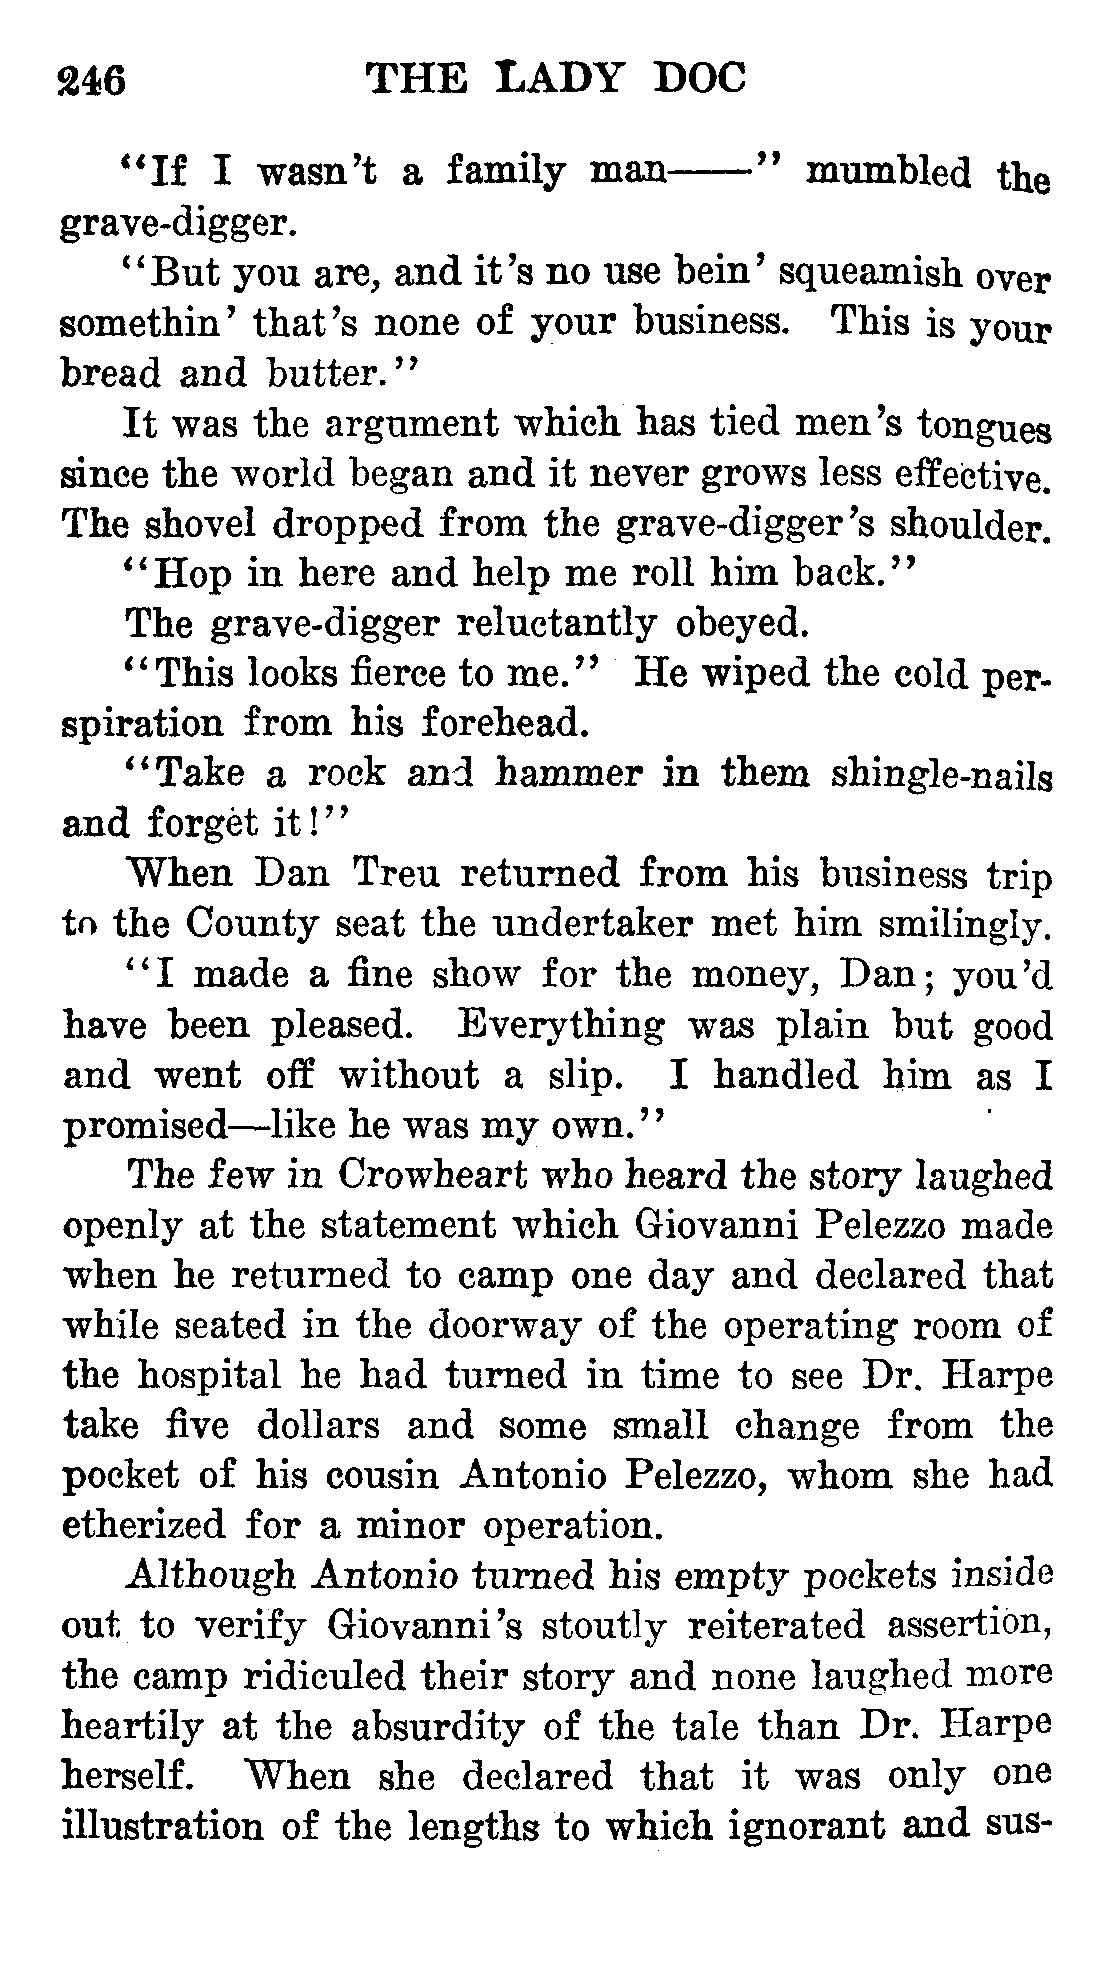 246 THE LADY DOC
"If I wasn't a family man——" mumbled the
grave-digger.
"But you are, and it's no use bein' squeamish over
somethin' that's none of your business. This is your
bread and butter."
It was the argument which has tied men's tongues
since the world began and it never grows less effective.
The shovel dropped from the grave-digger's shoulder.
"Hop in here and help me roll him back."
The grave-digger reluctantly obeyed.
"This looks fierce to me." He wiped the cold per-
spiration from his forehead.
"Take a rock and hammer in them shingle-nails
and forget it!"
When Dan Treu returned from his business trip
to the County seat the undertaker met him smilingly.
"I made a fine show for the money, Dan; you'd
have been pleased. Everything was plain but good
and went off without a slip. I handled him as I
promised—like he was my own."
The few in Crowheart who heard the story laughed
openly at the statement which Giovanni Pelezzo made
when he returned to camp one day and declared that
while seated in the doorway of the operating room of
the hospital he had turned in time to see Dr. Harpe
take five dollars and some small change from the
pocket of his cousin Antonio Pelezzo, whom she had
etherized for a minor operation.
Although Antonio turned his empty pockets inside
out to verify Giovanni's stoutly reiterated assertion,
the camp ridiculed their story and none laughed more
heartily at the absurdity of the tale than Dr. Harpe
herself. When she declared that it was only one
illustration of the lengths to which ignorant and sus-